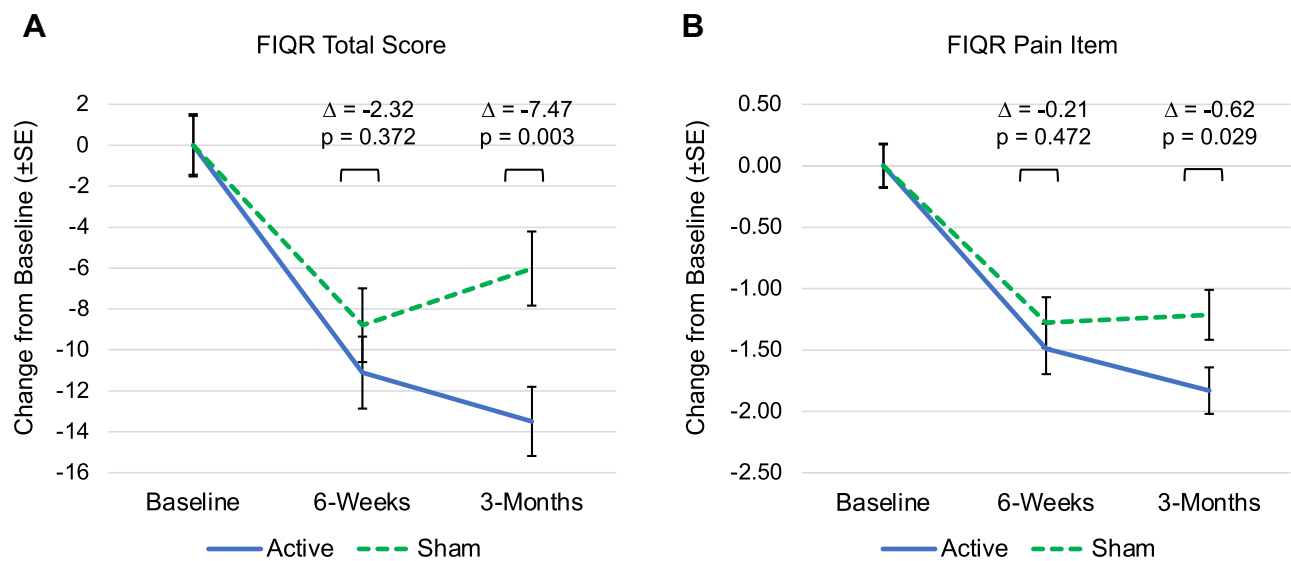 A
FIQR Total Score
Change from Baseline (±SE)
2
0
-2
-4
-6
-8
-10
-12
-14
-16
Δ = -2.32
p = 0.372
Δ = -7.47
p = 0.003
Baseline
6-Weeks
3-Months
Active
Sham
B
FIQR Pain Item
Change from Baseline (±SE)
0.50
0.00
-0.50
-1.00
-1.50
-2.00
-2.50
Δ = -0.21
p = 0.472
Δ = -0.62
p = 0.029
Baseline
6-Weeks
3-Months
Active
Sham